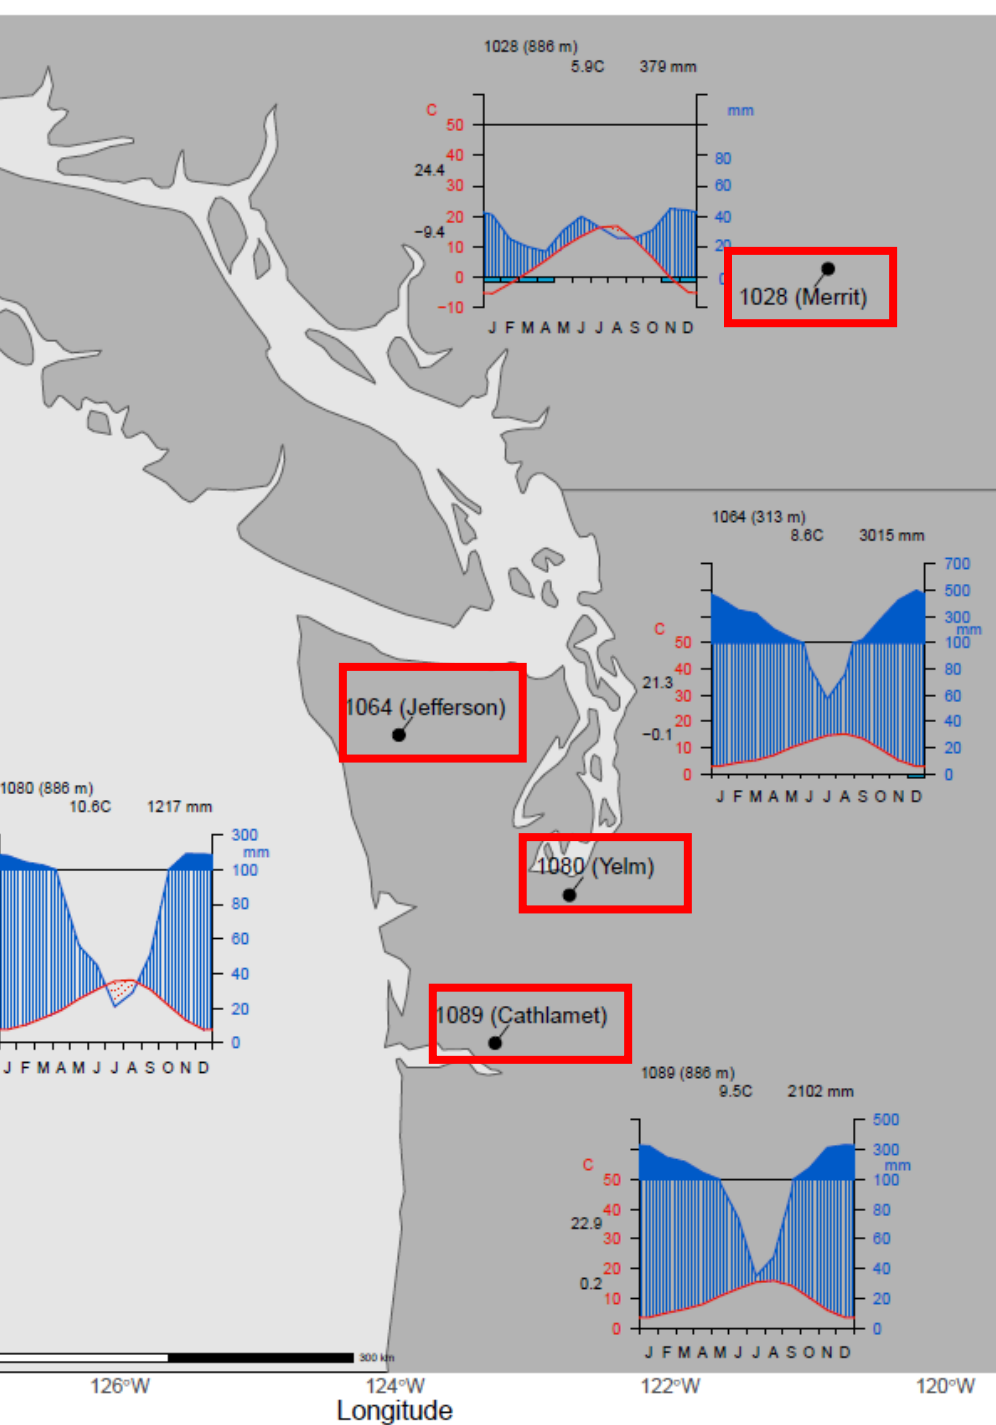 1028 (886 m)
5.9C 379 mm
C mm
50
40 80
24.4
30 60
20 40
−9.4
10 20
0 0
−10
J F M A M J J A S O N D
1028 (Merrit)
1064 (313 m)
8.6C 3015 mm
700
500
300
C mm
50 100
40 80
21.3
30 60
20 40
−0.1
10 20
0 0
J F M A M J J A S O N D
1064 (Jefferson)
1080 (886 m)
10.6C 1217 mm
300
mm
100
80
60
40
20
0
J F M A M J J A S O N D
1080 (Yelm)
1089 (Cathlamet)
1089 (886 m)
9.5C 2102 mm
500
300
C mm
50 100
40 80
22.9
30 60
20 40
0.2
10 20
0 0
J F M A M J J A S O N D
300 km
126°W 124°W 122°W 120°W
Longitude